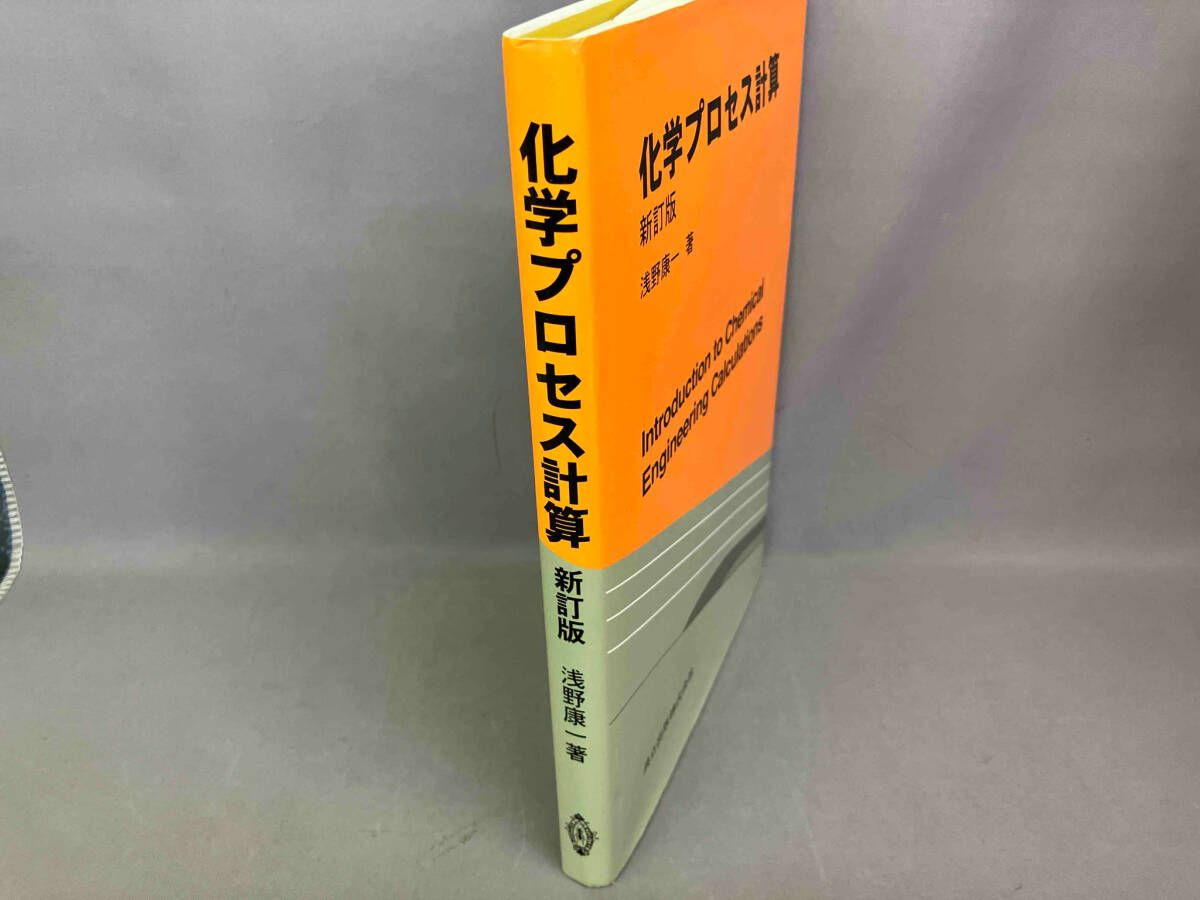 化学プロセス計算
新訂版
浅野康一著
化学プロセス計算
新訂版
浅野康一 著
Introduction to Chemical
Engineering Calculations